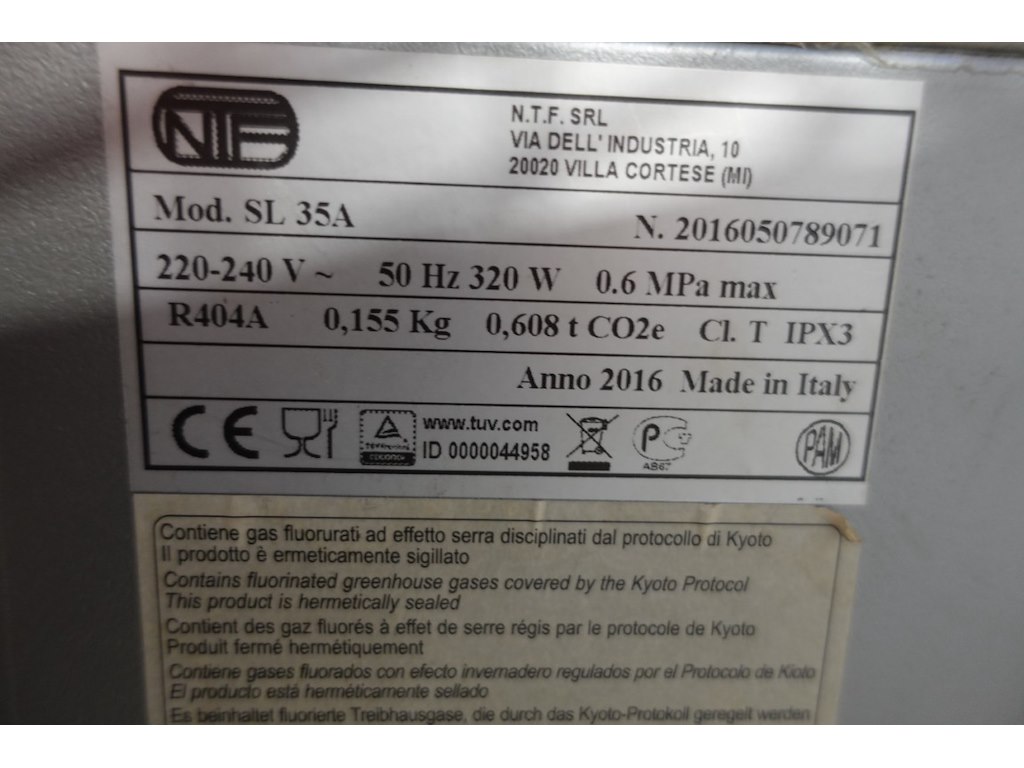 NTF
N.T.F. SRL
VIA DELL' INDUSTRIA, 10
20020 VILLA CORTESE (MI)
Mod. SL 35A N. 2016050789071
220-240 V ~ 50 Hz 320 W 0.6 MPa max
R404A 0,155 Kg 0,608 t CO2e Cl. T IPX3
Anno 2016 Made in Italy
CE
www.tuv.com
ID 0000044958
AB67
PAM
Contiene gas fluorurati ad effetto serra disciplinati dal protocollo di Kyoto
Il prodotto è ermeticamente sigillato
Contains fluorinated greenhouse gases covered by the Kyoto Protocol
This product is hermetically sealed
Contient des gaz fluorés à effet de serre régis par le protocole de Kyoto
Produit fermé hermétiquement
Contiene gases fluorados con efecto invernadero regulados por el Protocolo de Kioto
El producto está herméticamente sellado
Es beinhaltet fluorierte Treibhausgase, die durch das Kyoto-Protokoll geregelt werden